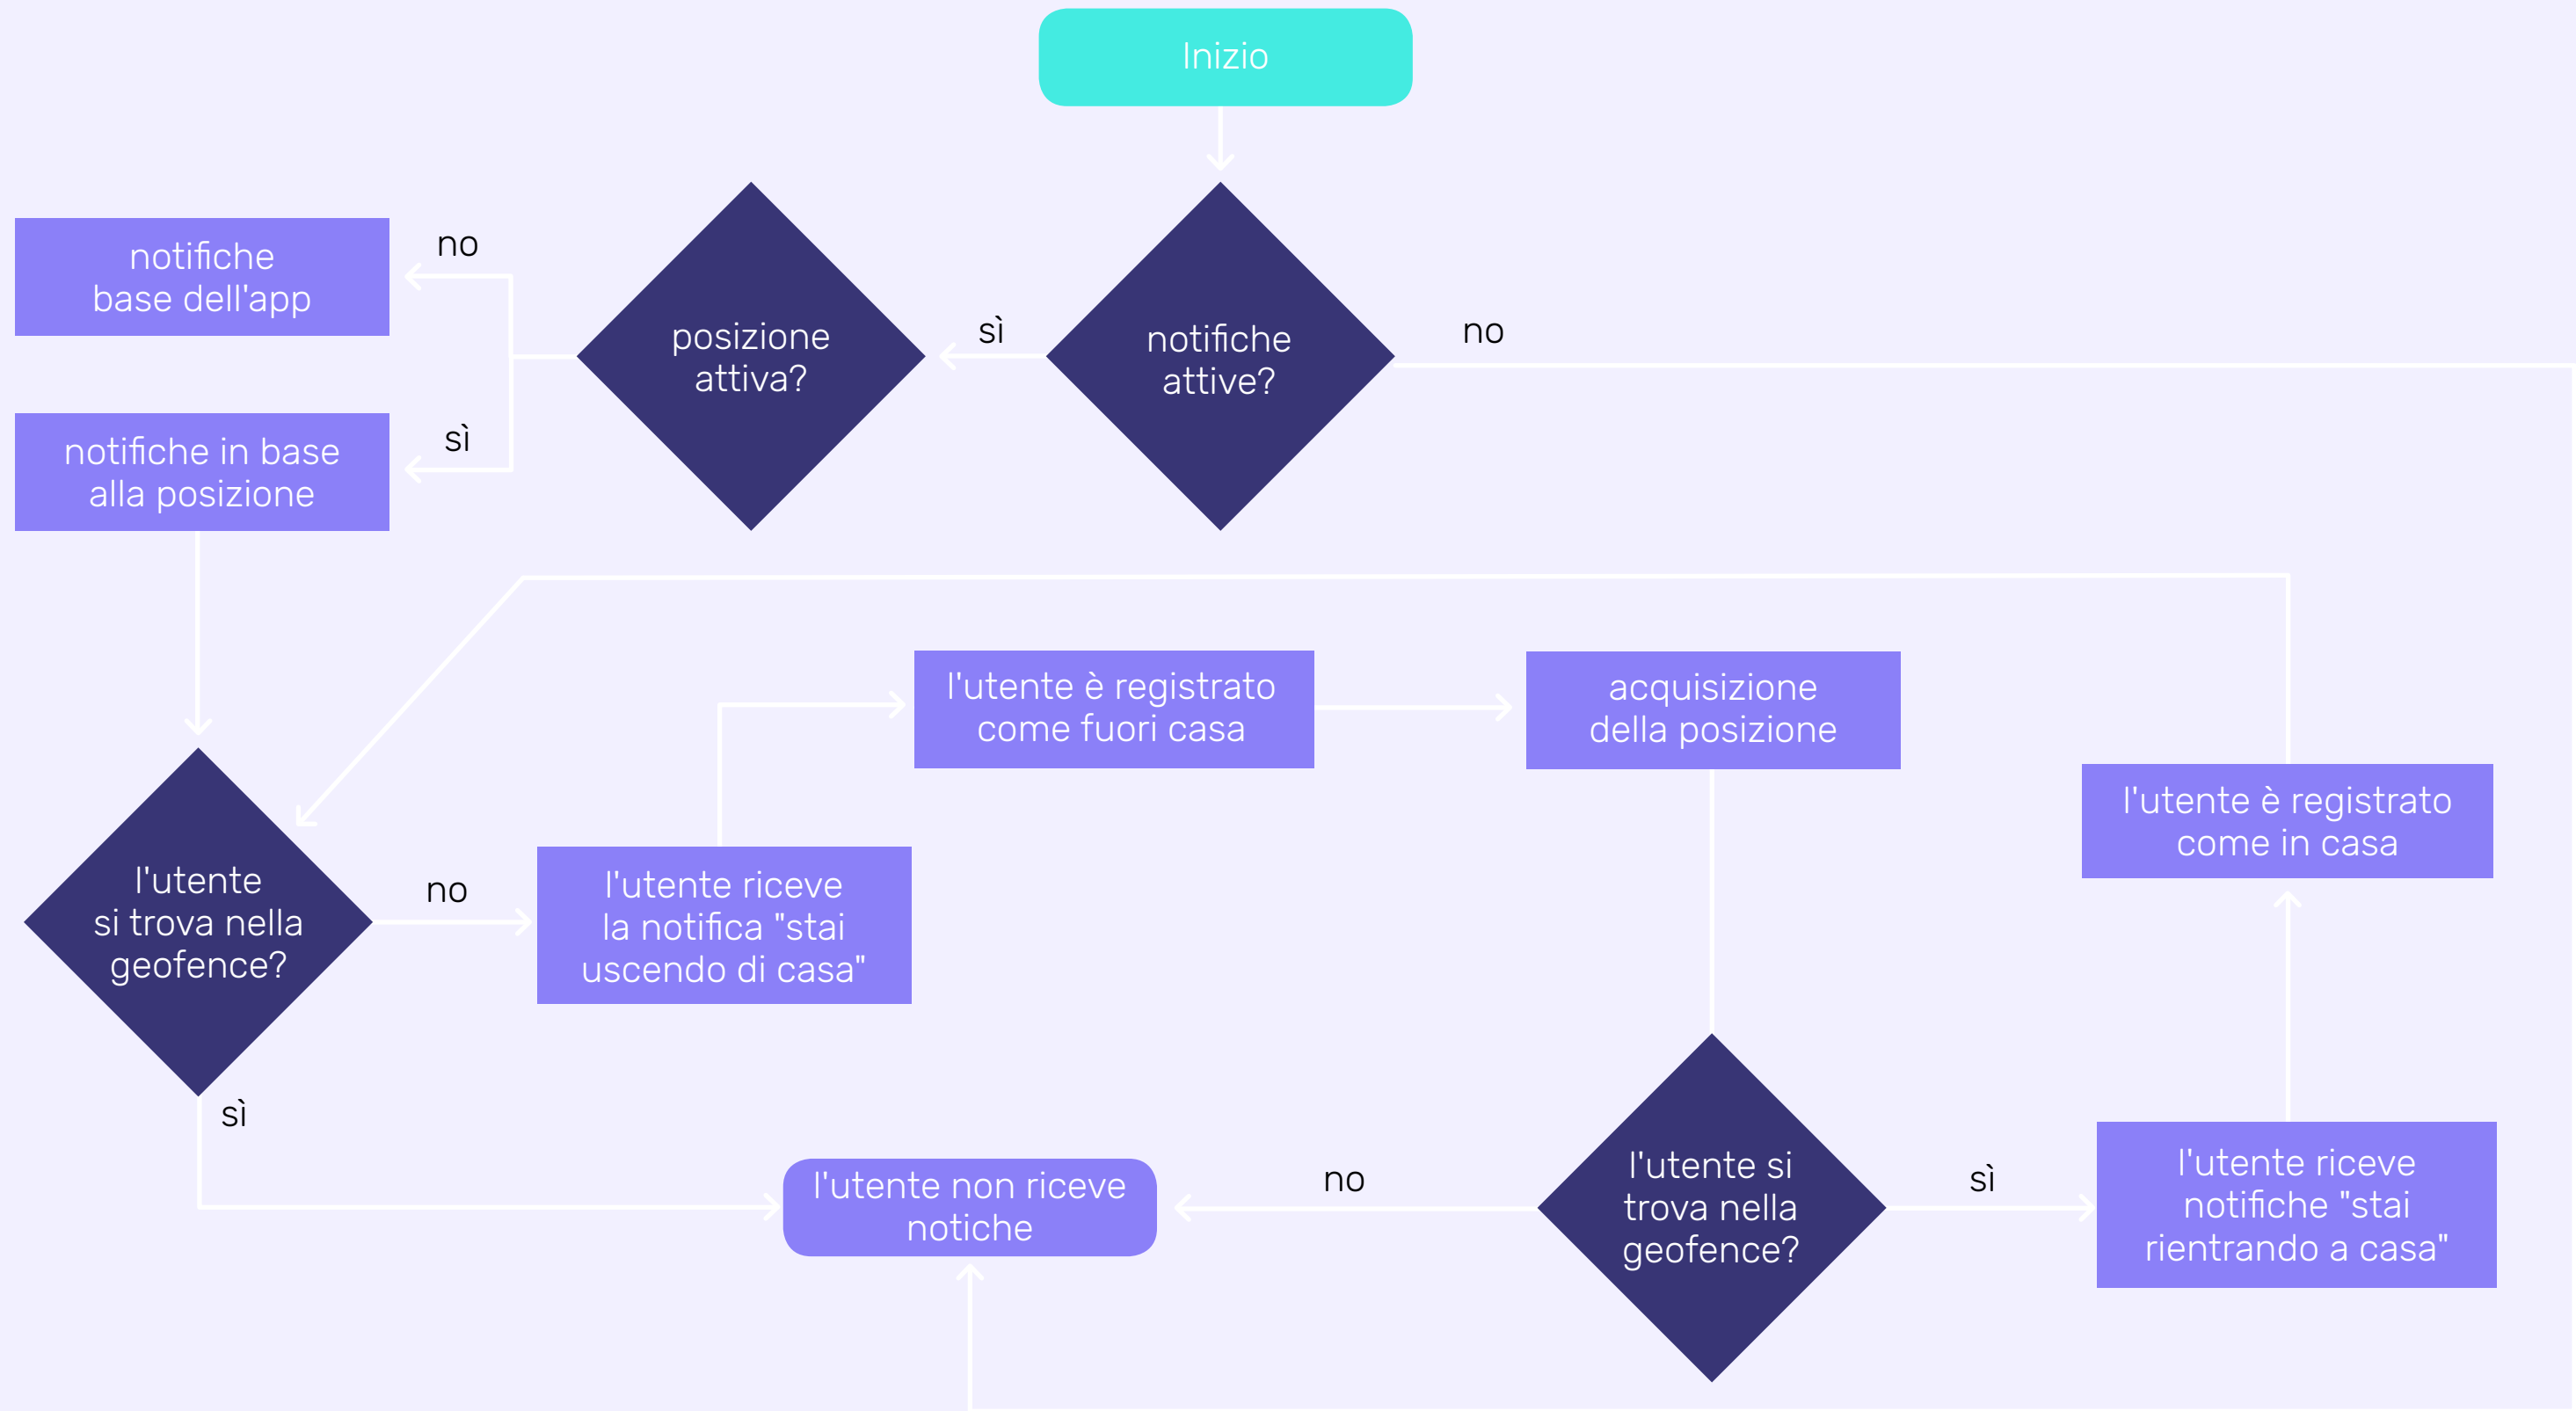 Inizio
notifiche
base dell'app
no
posizione
attiva?
sì
notifiche
attive?
no
notifiche in base
alla posizione
sì
l'utente è registrato
come fuori casa
acquisizione
della posizione
l'utente è registrato
come in casa
l'utente
si trova nella
geofence?
no
l'utente riceve
la notifica "stai
uscendo di casa"
sì
l'utente non riceve
notiche
no
l'utente si
trova nella
geofence?
sì
l'utente riceve
notifiche "stai
rientrando a casa"